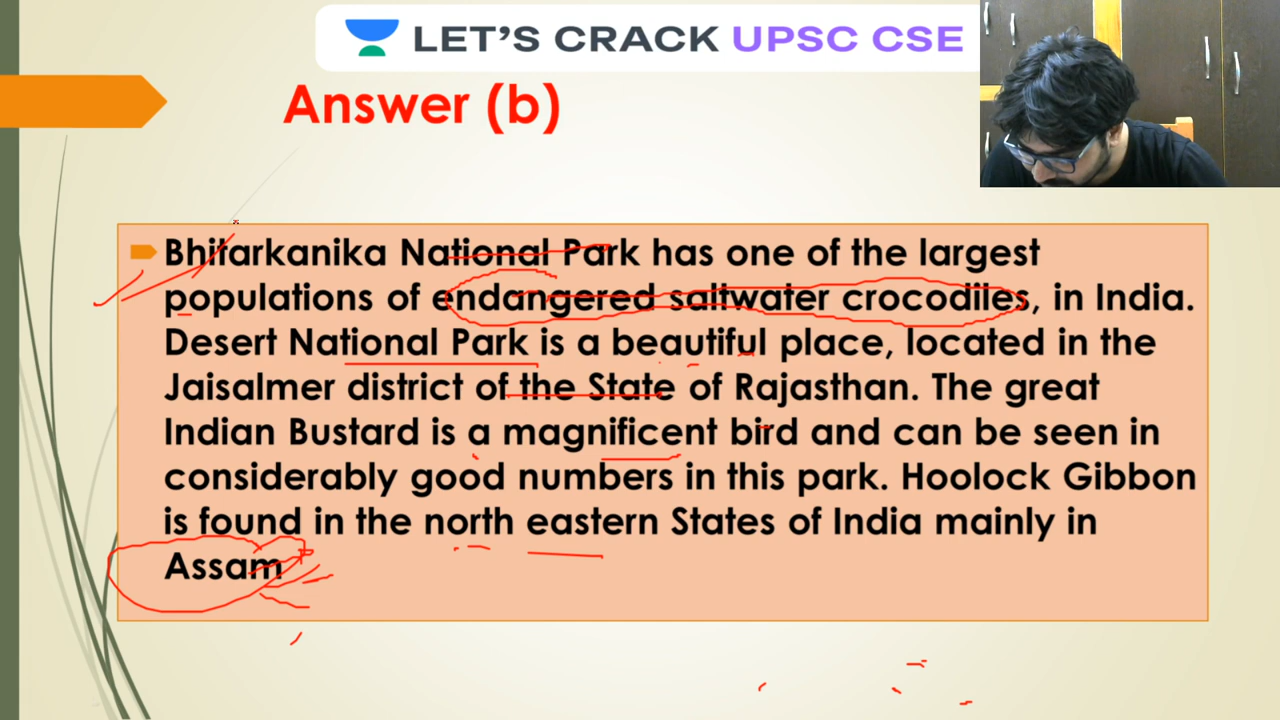 LET'S CRACK UPSC CSE
Answer (b)
Bhitarkanika National Park has one of the largest
populations of endangered saltwater crocodiles, in India.
Desert National Park is a beautiful place, located in the
Jaisalmer district of the State of Rajasthan. The great
Indian Bustard is a magnificent bird and can be seen in
considerably good numbers in this park. Hoolock Gibbon
is found in the north eastern States of India mainly in
Assam